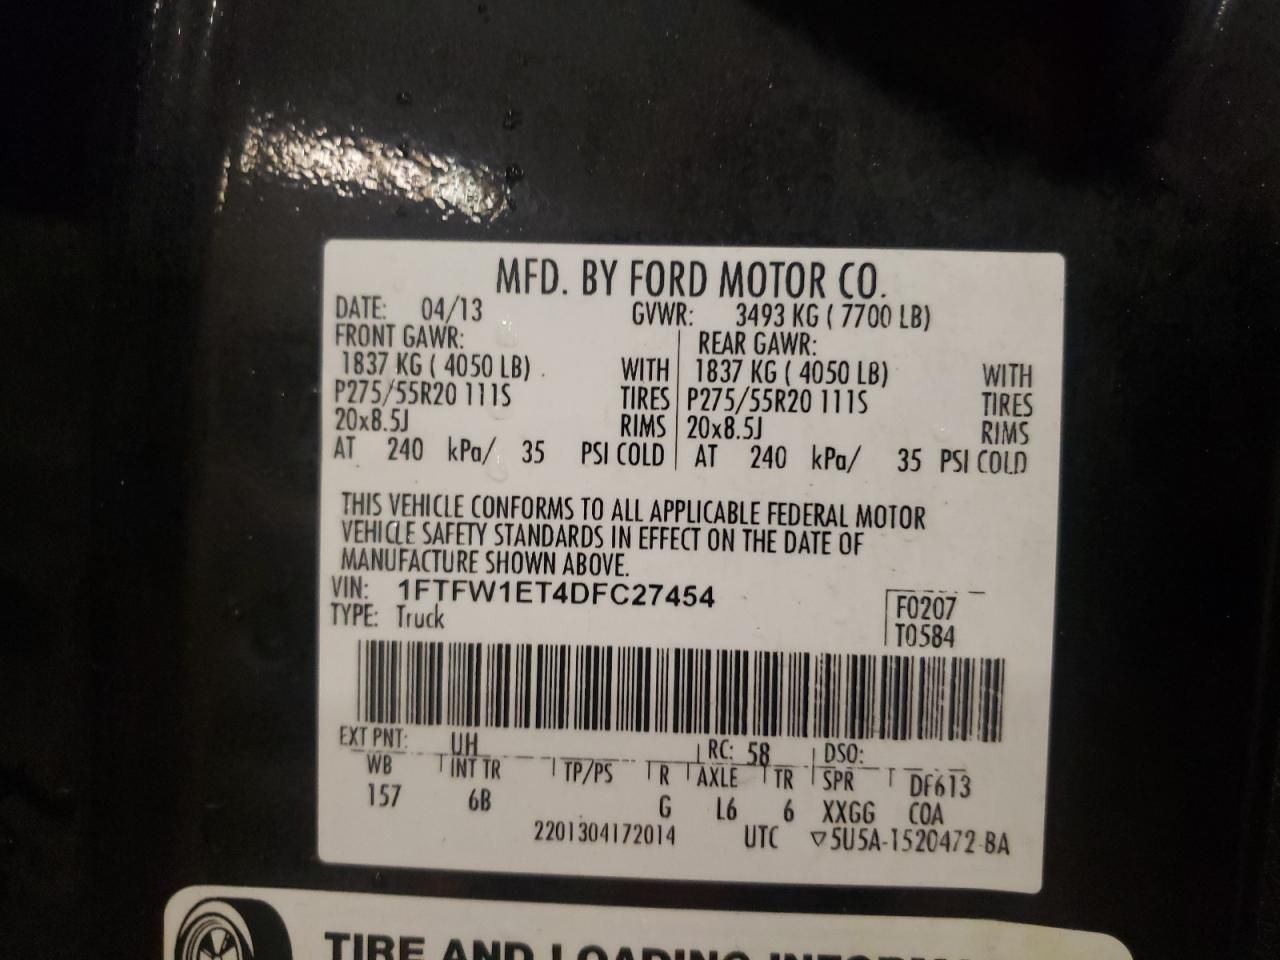 MFD. BY FORD MOTOR CO.
DATE: 04/13 GVWR: 3493 KG ( 7700 LB)
FRONT GAWR: REAR GAWR:
1837 KG ( 4050 LB) WITH 1837 KG ( 4050 LB) WITH
P275/55R20 111S TIRES P275/55R20 111S TIRES
20x8.5J RIMS 20x8.5J RIMS
AT 240 kPa/ 35 PSI COLD AT 240 kPa/ 35 PSI COLD
THIS VEHICLE CONFORMS TO ALL APPLICABLE FEDERAL MOTOR
VEHICLE SAFETY STANDARDS IN EFFECT ON THE DATE OF
MANUFACTURE SHOWN ABOVE.
VIN: 1FTFW1ET4DFC27454
TYPE: Truck
F0207
T0584
EXT PNT: UH RC: 58 DSO:
WB INT TR TP/PS R AXLE TR SPR DF613
157 6B G L6 6 XXGG COA
2201304172014 UTC ▽5U5A-1520472-BA
TIRE AND LOADING